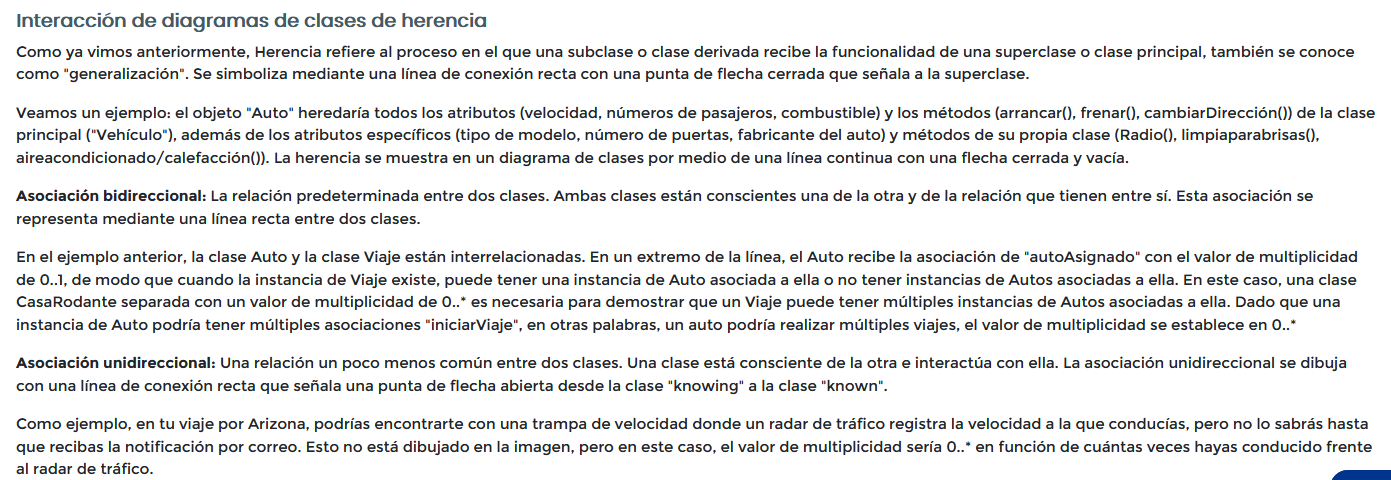 Interacción de diagramas de clases de herencia
Como ya vimos anteriormente, Herencia refiere al proceso en el que una subclase o clase derivada recibe la funcionalidad de una superclase o clase principal, también se conoce
como "generalización". Se simboliza mediante una línea de conexión recta con una punta de flecha cerrada que señala a la superclase.
Veamos un ejemplo: el objeto "Auto" heredaría todos los atributos (velocidad, números de pasajeros, combustible) y los métodos (arrancar(), frenar(), cambiarDirección()) de la clase
principal ("Vehículo"), además de los atributos específicos (tipo de modelo, número de puertas, fabricante del auto) y métodos de su propia clase (Radio(), limpiaparabrisas(),
aireacondicionado/calefacción()). La herencia se muestra en un diagrama de clases por medio de una línea continua con una flecha cerrada y vacía.
Asociación bidireccional: La relación predeterminada entre dos clases. Ambas clases están conscientes una de la otra y de la relación que tienen entre sí. Esta asociación se
representa mediante una línea recta entre dos clases.
En el ejemplo anterior, la clase Auto y la clase Viaje están interrelacionadas. En un extremo de la línea, el Auto recibe la asociación de "autoAsignado" con el valor de multiplicidad
de 0..1, de modo que cuando la instancia de Viaje existe, puede tener una instancia de Auto asociada a ella o no tener instancias de Autos asociadas a ella. En este caso, una clase
CasaRodante separada con un valor de multiplicidad de 0..* es necesaria para demostrar que un Viaje puede tener múltiples instancias de Autos asociadas a ella. Dado que una
instancia de Auto podría tener múltiples asociaciones "iniciarViaje", en otras palabras, un auto podría realizar múltiples viajes, el valor de multiplicidad se establece en 0..*
Asociación unidireccional: Una relación un poco menos común entre dos clases. Una clase está consciente de la otra e interactúa con ella. La asociación unidireccional se dibuja
con una línea de conexión recta que señala una punta de flecha abierta desde la clase "knowing" a la clase "known".
Como ejemplo, en tu viaje por Arizona, podrías encontrarte con una trampa de velocidad donde un radar de tráfico registra la velocidad a la que conducías, pero no lo sabrás hasta
que recibas la notificación por correo. Esto no está dibujado en la imagen, pero en este caso, el valor de multiplicidad sería 0..* en función de cuántas veces hayas conducido frente
al radar de tráfico.